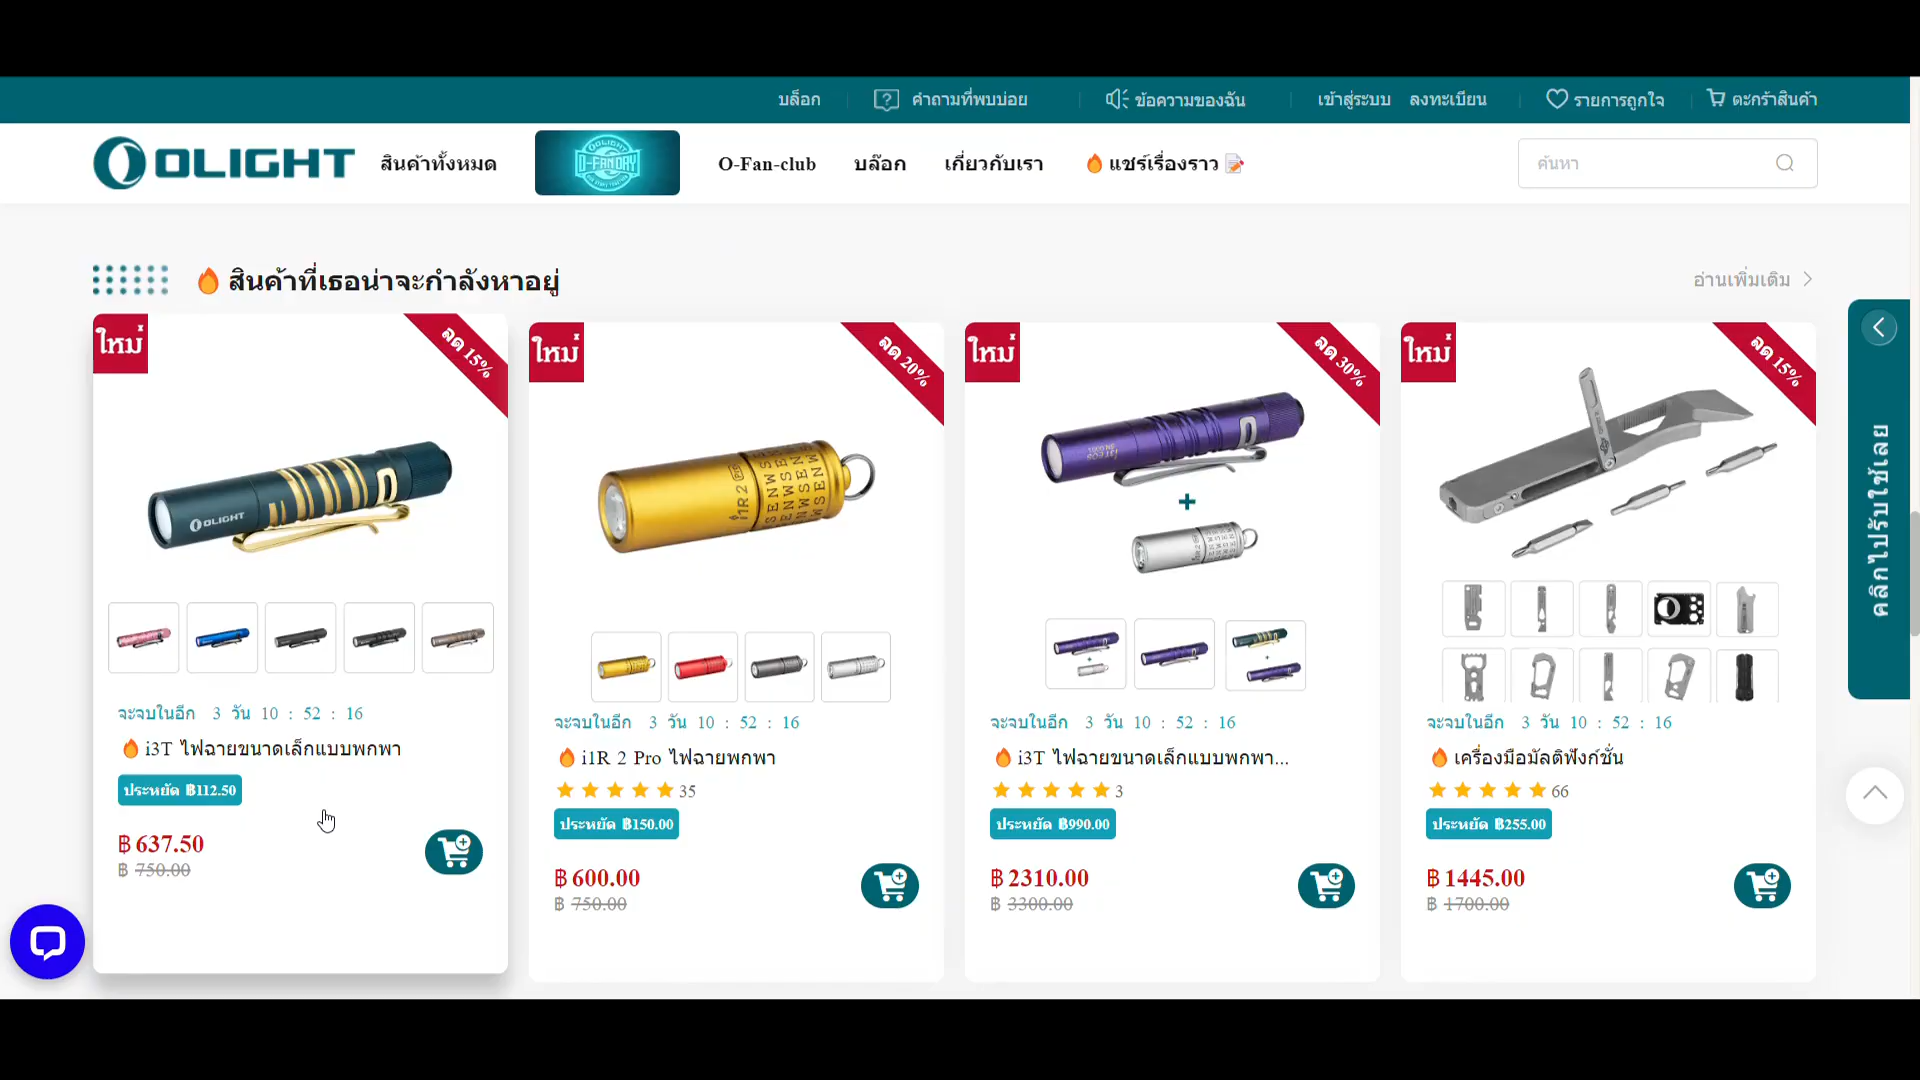 บล็อก
คำถามที่พบบ่อย
ข้อความของฉัน
เข้าสู่ระบบ ลงทะเบียน
รายการถูกใจ
ตะกร้าสินค้า
OLIGHT
สินค้าทั้งหมด
OLIGHT
O-FANDAY
O-Fan-club
บล๊อก
เกี่ยวกับเรา
แชร์เรื่องราว
ค้นหา
สินค้าที่เธอน่าจะกำลังหาอยู่
อ่านเพิ่มเติม
ใหม่
ลด 15%
OLIGHT
จะจบในอีก 3 วัน 10 : 52 : 16
i3T ไฟฉายขนาดเล็กแบบพกพา
ประหยัด ฿112.50
฿ 637.50
฿ 750.00
ใหม่
ลด 20%
i1R 2 Pro
จะจบในอีก 3 วัน 10 : 52 : 16
i1R 2 Pro ไฟฉายพกพา
35
ประหยัด ฿150.00
฿ 600.00
฿ 750.00
ใหม่
ลด 30%
+
จะจบในอีก 3 วัน 10 : 52 : 16
i3T ไฟฉายขนาดเล็กแบบพกพา...
3
ประหยัด ฿990.00
฿ 2310.00
฿ 3300.00
ใหม่
ลด 15%
จะจบในอีก 3 วัน 10 : 52 : 16
เครื่องมือมัลติฟังก์ชั่น
66
ประหยัด ฿255.00
฿ 1445.00
฿ 1700.00
คลิกไปรับใช้เลย